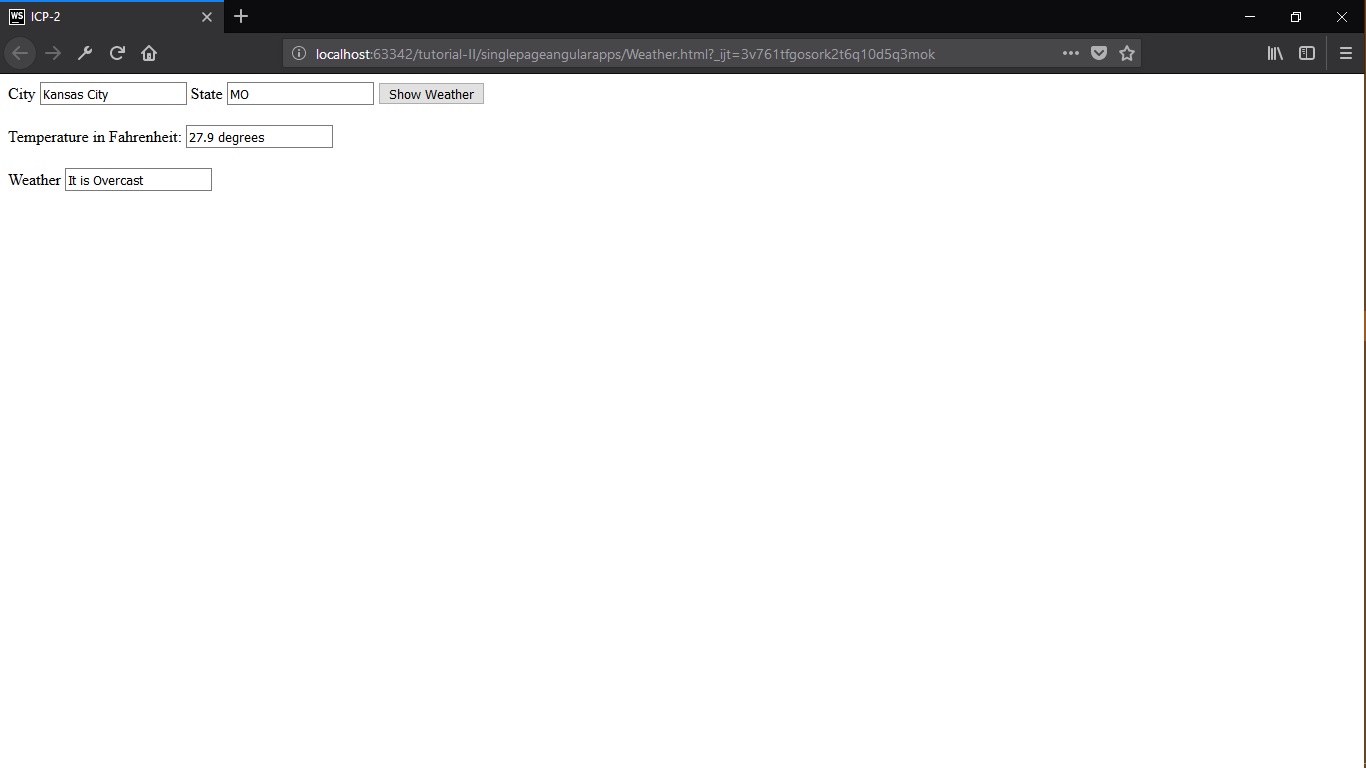 WS ICP-2
localhost:63342/tutorial-II/singlepageangularapps/Weather.html?_ijt=3v761tfgosork2t6q10d5q3mok
City Kansas City State MO Show Weather
Temperature in Fahrenheit: 27.9 degrees
Weather It is Overcast